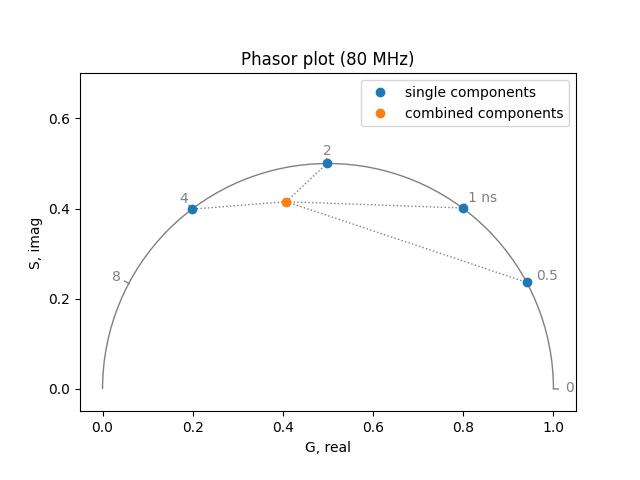 Phasor plot (80 MHz)
single components
combined components
0.6
0.4
0.2
0.0
S, imag
2
4
1 ns
8
0.5
0
0.0 0.2 0.4 0.6 0.8 1.0
G, real